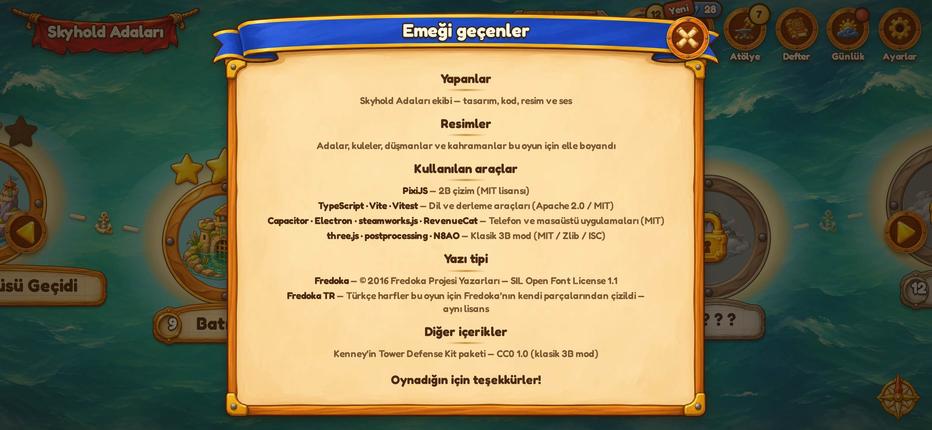 Skyhold Adaları
Emeği geçenler
12
Yeni
28
7
Atölye
Defter
Günlük
Ayarlar
Yapanlar
Skyhold Adaları ekibi — tasarım, kod, resim ve ses
Resimler
Adalar, kuleler, düşmanlar ve kahramanlar bu oyun için elle boyandı
Kullanılan araçlar
PixiJS — 2B çizim (MIT lisansı)
TypeScript · Vite · Vitest — Dil ve derleme araçları (Apache 2.0 / MIT)
Capacitor · Electron · steamworks.js · RevenueCat — Telefon ve masaüstü uygulamaları (MIT)
three.js · postprocessing · N8AO — Klasik 3B mod (MIT / Zlib / ISC)
Yazı tipi
Fredoka — © 2016 Fredoka Projesi Yazarları — SIL Open Font License 1.1
Fredoka TR — Türkçe harfler bu oyun için Fredoka'nın kendi parçalarından çizildi —
aynı lisans
Diğer içerikler
Kenney'in Tower Defense Kit paketi — CC0 1.0 (klasik 3B mod)
Oynadığın için teşekkürler!
Geçidi
9
? ? ?
12